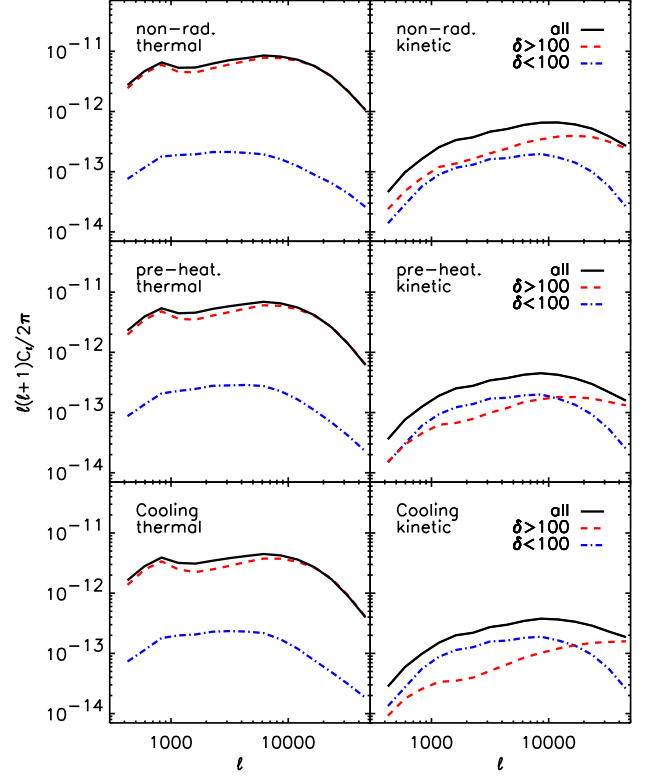 non-rad.
thermal
non-rad.
kinetic
all
δ>100
δ<100
10⁻¹¹
10⁻¹²
10⁻¹³
10⁻¹⁴
pre-heat.
thermal
pre-heat.
kinetic
all
δ>100
δ<100
10⁻¹¹
10⁻¹²
10⁻¹³
10⁻¹⁴
ℓ(ℓ+1)Cℓ/2π
Cooling
thermal
Cooling
kinetic
all
δ>100
δ<100
10⁻¹¹
10⁻¹²
10⁻¹³
10⁻¹⁴
1000 10000 1000 10000
ℓ ℓ